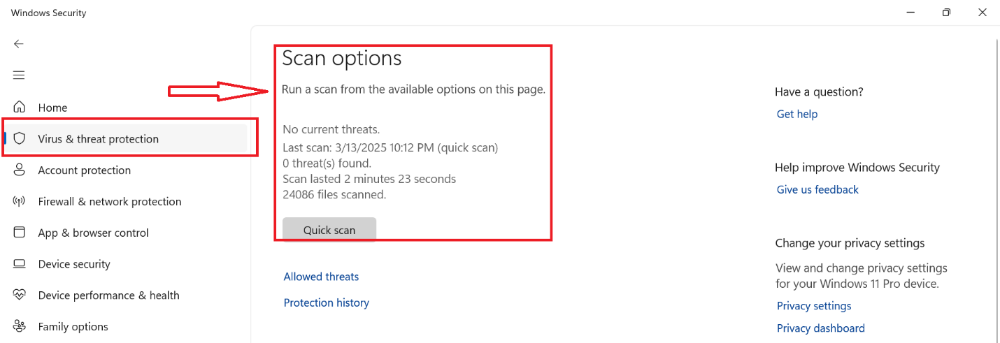 Windows Security
Home
Virus & threat protection
Account protection
Firewall & network protection
App & browser control
Device security
Device performance & health
Family options
Scan options
Run a scan from the available options on this page.
No current threats.
Last scan: 3/13/2025 10:12 PM (quick scan)
0 threat(s) found.
Scan lasted 2 minutes 23 seconds
24086 files scanned.
Quick scan
Allowed threats
Protection history
Have a question?
Get help
Help improve Windows Security
Give us feedback
Change your privacy settings
View and change privacy settings
for your Windows 11 Pro device.
Privacy settings
Privacy dashboard